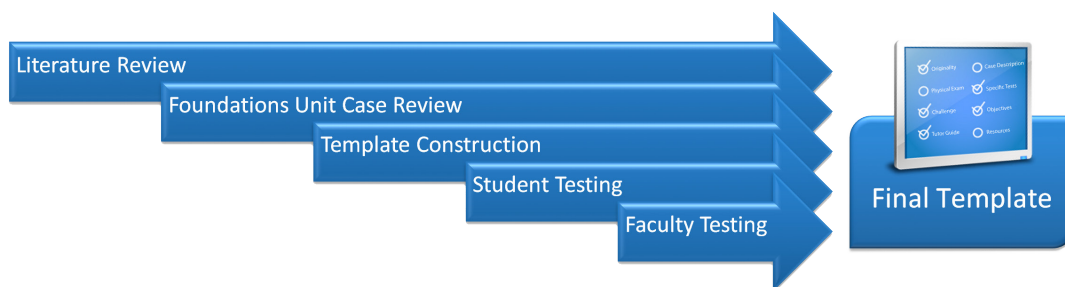 Literature Review
Foundations Unit Case Review
Template Construction
Student Testing
Faculty Testing
Originality
Case Description
Physical Exam
Specific Tests
Challenge
Objectives
Tutor Guide
Resources
Final Template